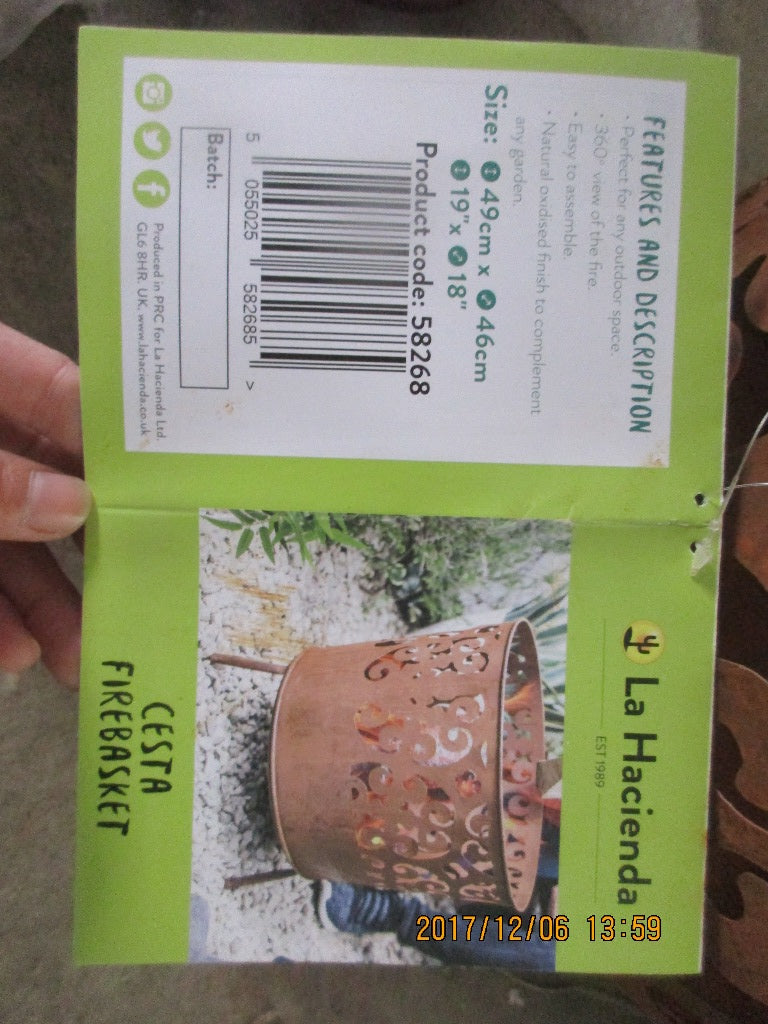 FEATURES AND DESCRIPTION
• Perfect for any outdoor space.
• 360° view of the fire.
• Easy to assemble.
• Natural oxidised finish to complement
any garden.
Size: 49cm x 46cm
19" x 18"
Product code: 58268
5 055025 582685 >
Batch:
Produced in PRC for La Hacienda Ltd.
GL6 8HR. UK. www.lahacienda.co.uk
La Hacienda
EST 1989
CESTA
FIREBASKET
2017/12/06 13:59